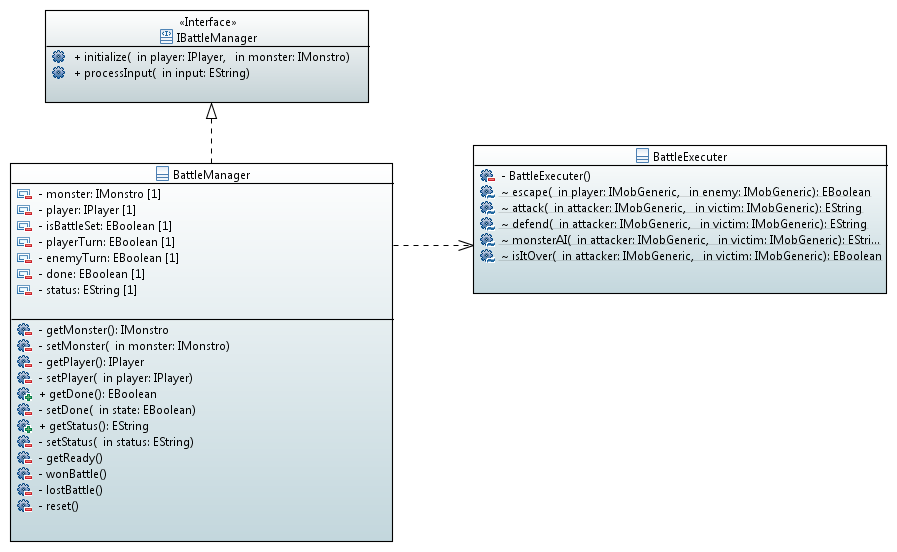 «Interface»
IBattleManager
+ initialize( in player: IPlayer, in monster: IMonstro)
+ processInput( in input: EString)
BattleManager
- monster: IMonstro [1]
- player: IPlayer [1]
- isBattleSet: EBoolean [1]
- playerTurn: EBoolean [1]
- enemyTurn: EBoolean [1]
- done: EBoolean [1]
- status: EString [1]
- getMonster(): IMonstro
- setMonster( in monster: IMonstro)
- getPlayer(): IPlayer
- setPlayer( in player: IPlayer)
+ getDone(): EBoolean
- setDone( in state: EBoolean)
+ getStatus(): EString
- setStatus( in status: EString)
- getReady()
- wonBattle()
- lostBattle()
- reset()
BattleExecuter
- BattleExecuter()
~ escape( in player: IMobGeneric, in enemy: IMobGeneric): EBoolean
~ attack( in attacker: IMobGeneric, in victim: IMobGeneric): EString
~ defend( in attacker: IMobGeneric, in victim: IMobGeneric): EString
~ monsterAI( in attacker: IMobGeneric, in victim: IMobGeneric): EStri...
~ isItOver( in attacker: IMobGeneric, in victim: IMobGeneric): EBoolean